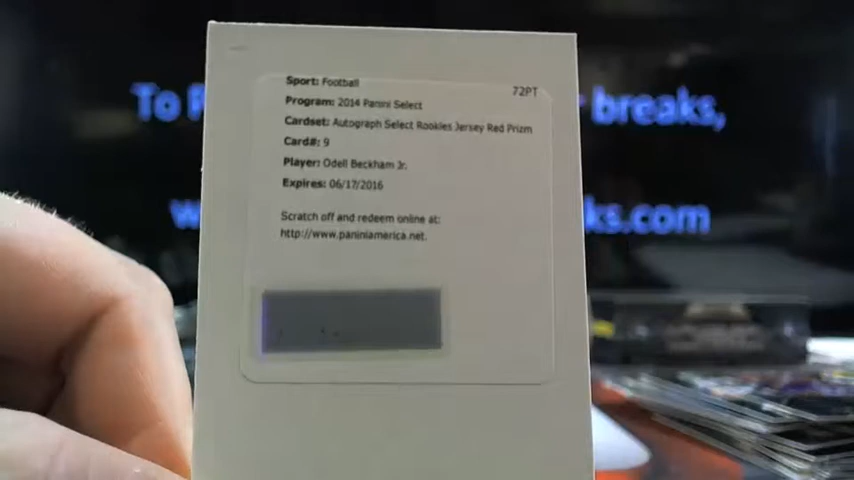 Sport: Football
72PT
Program: 2014 Panini Select
Cardset: Autograph Select Rookies Jersey Red Prizm
Card#: 9
Player: Odell Beckham Jr.
Expires: 06/17/2016
Scratch off and redeem online at:
http://www.paniniamerica.net.
To
r breaks,
ks.com